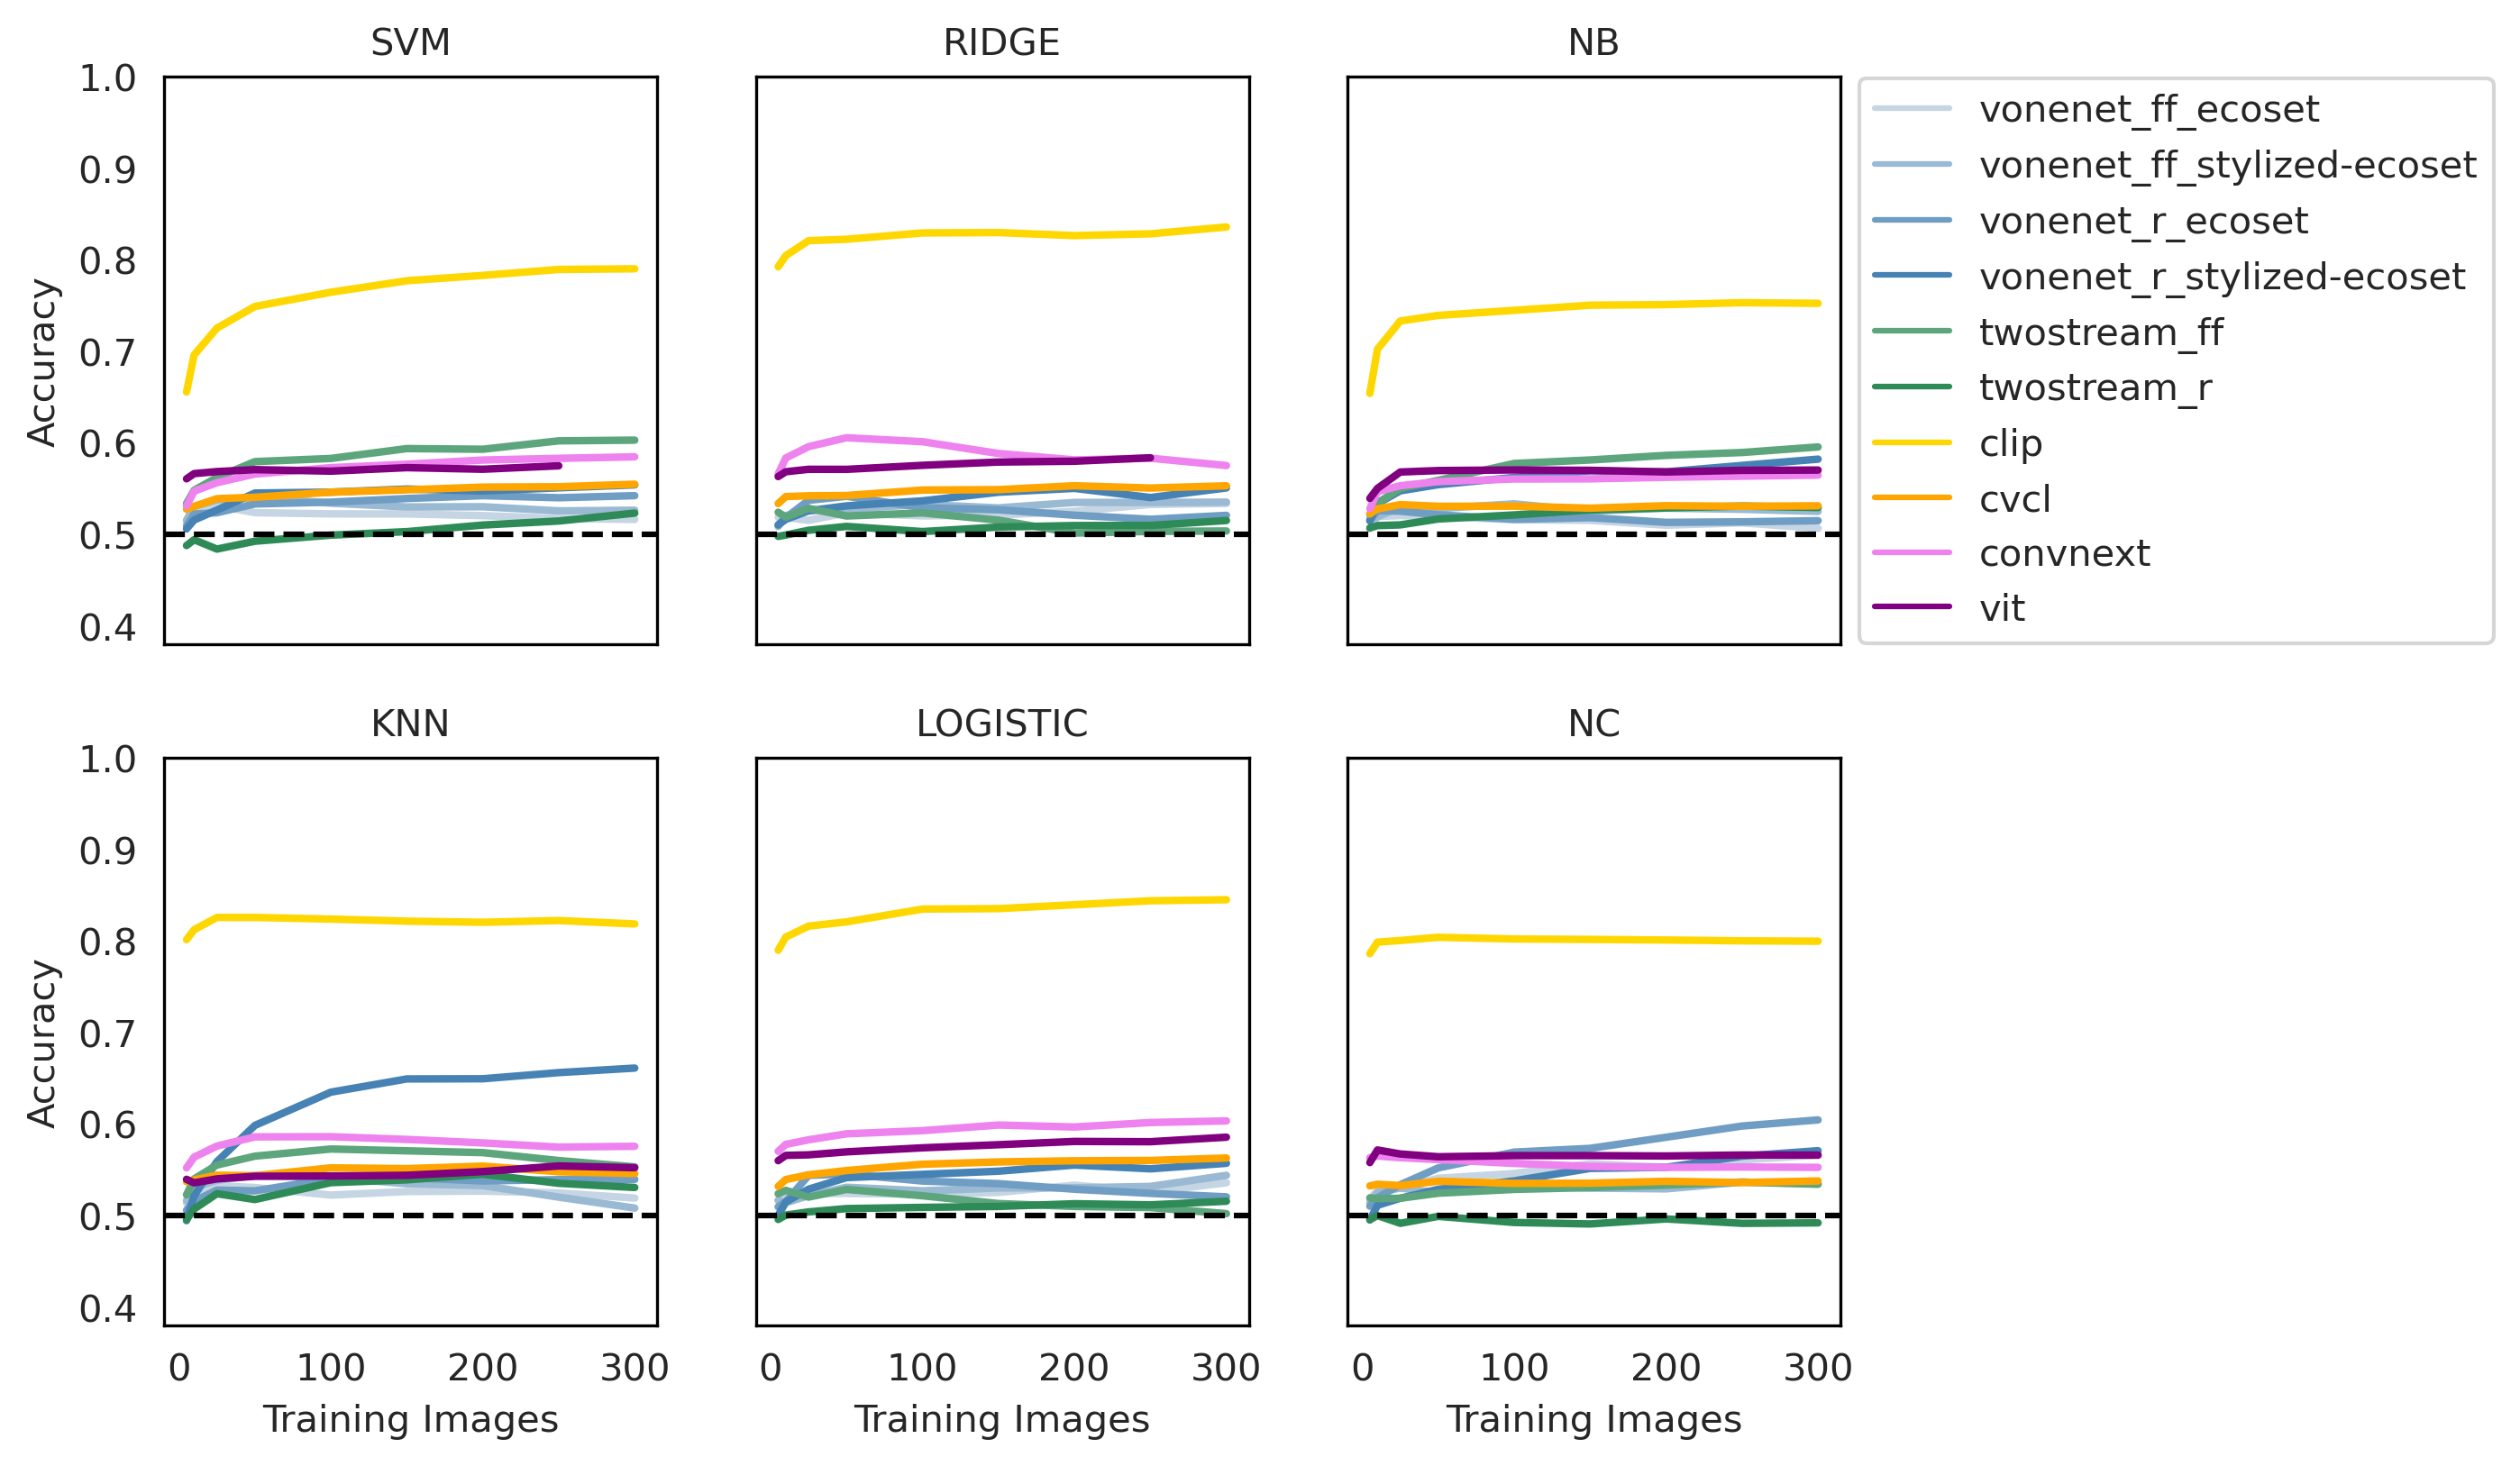 SVM
RIDGE
NB
1.0
0.9
0.8
0.7
0.6
0.5
0.4
Accuracy
vonenet_ff_ecoset
vonenet_ff_stylized-ecoset
vonenet_r_ecoset
vonenet_r_stylized-ecoset
twostream_ff
twostream_r
clip
cvcl
convnext
vit
KNN
LOGISTIC
NC
1.0
0.9
0.8
0.7
0.6
0.5
0.4
Accuracy
0 100 200 300
0 100 200 300
0 100 200 300
Training Images
Training Images
Training Images